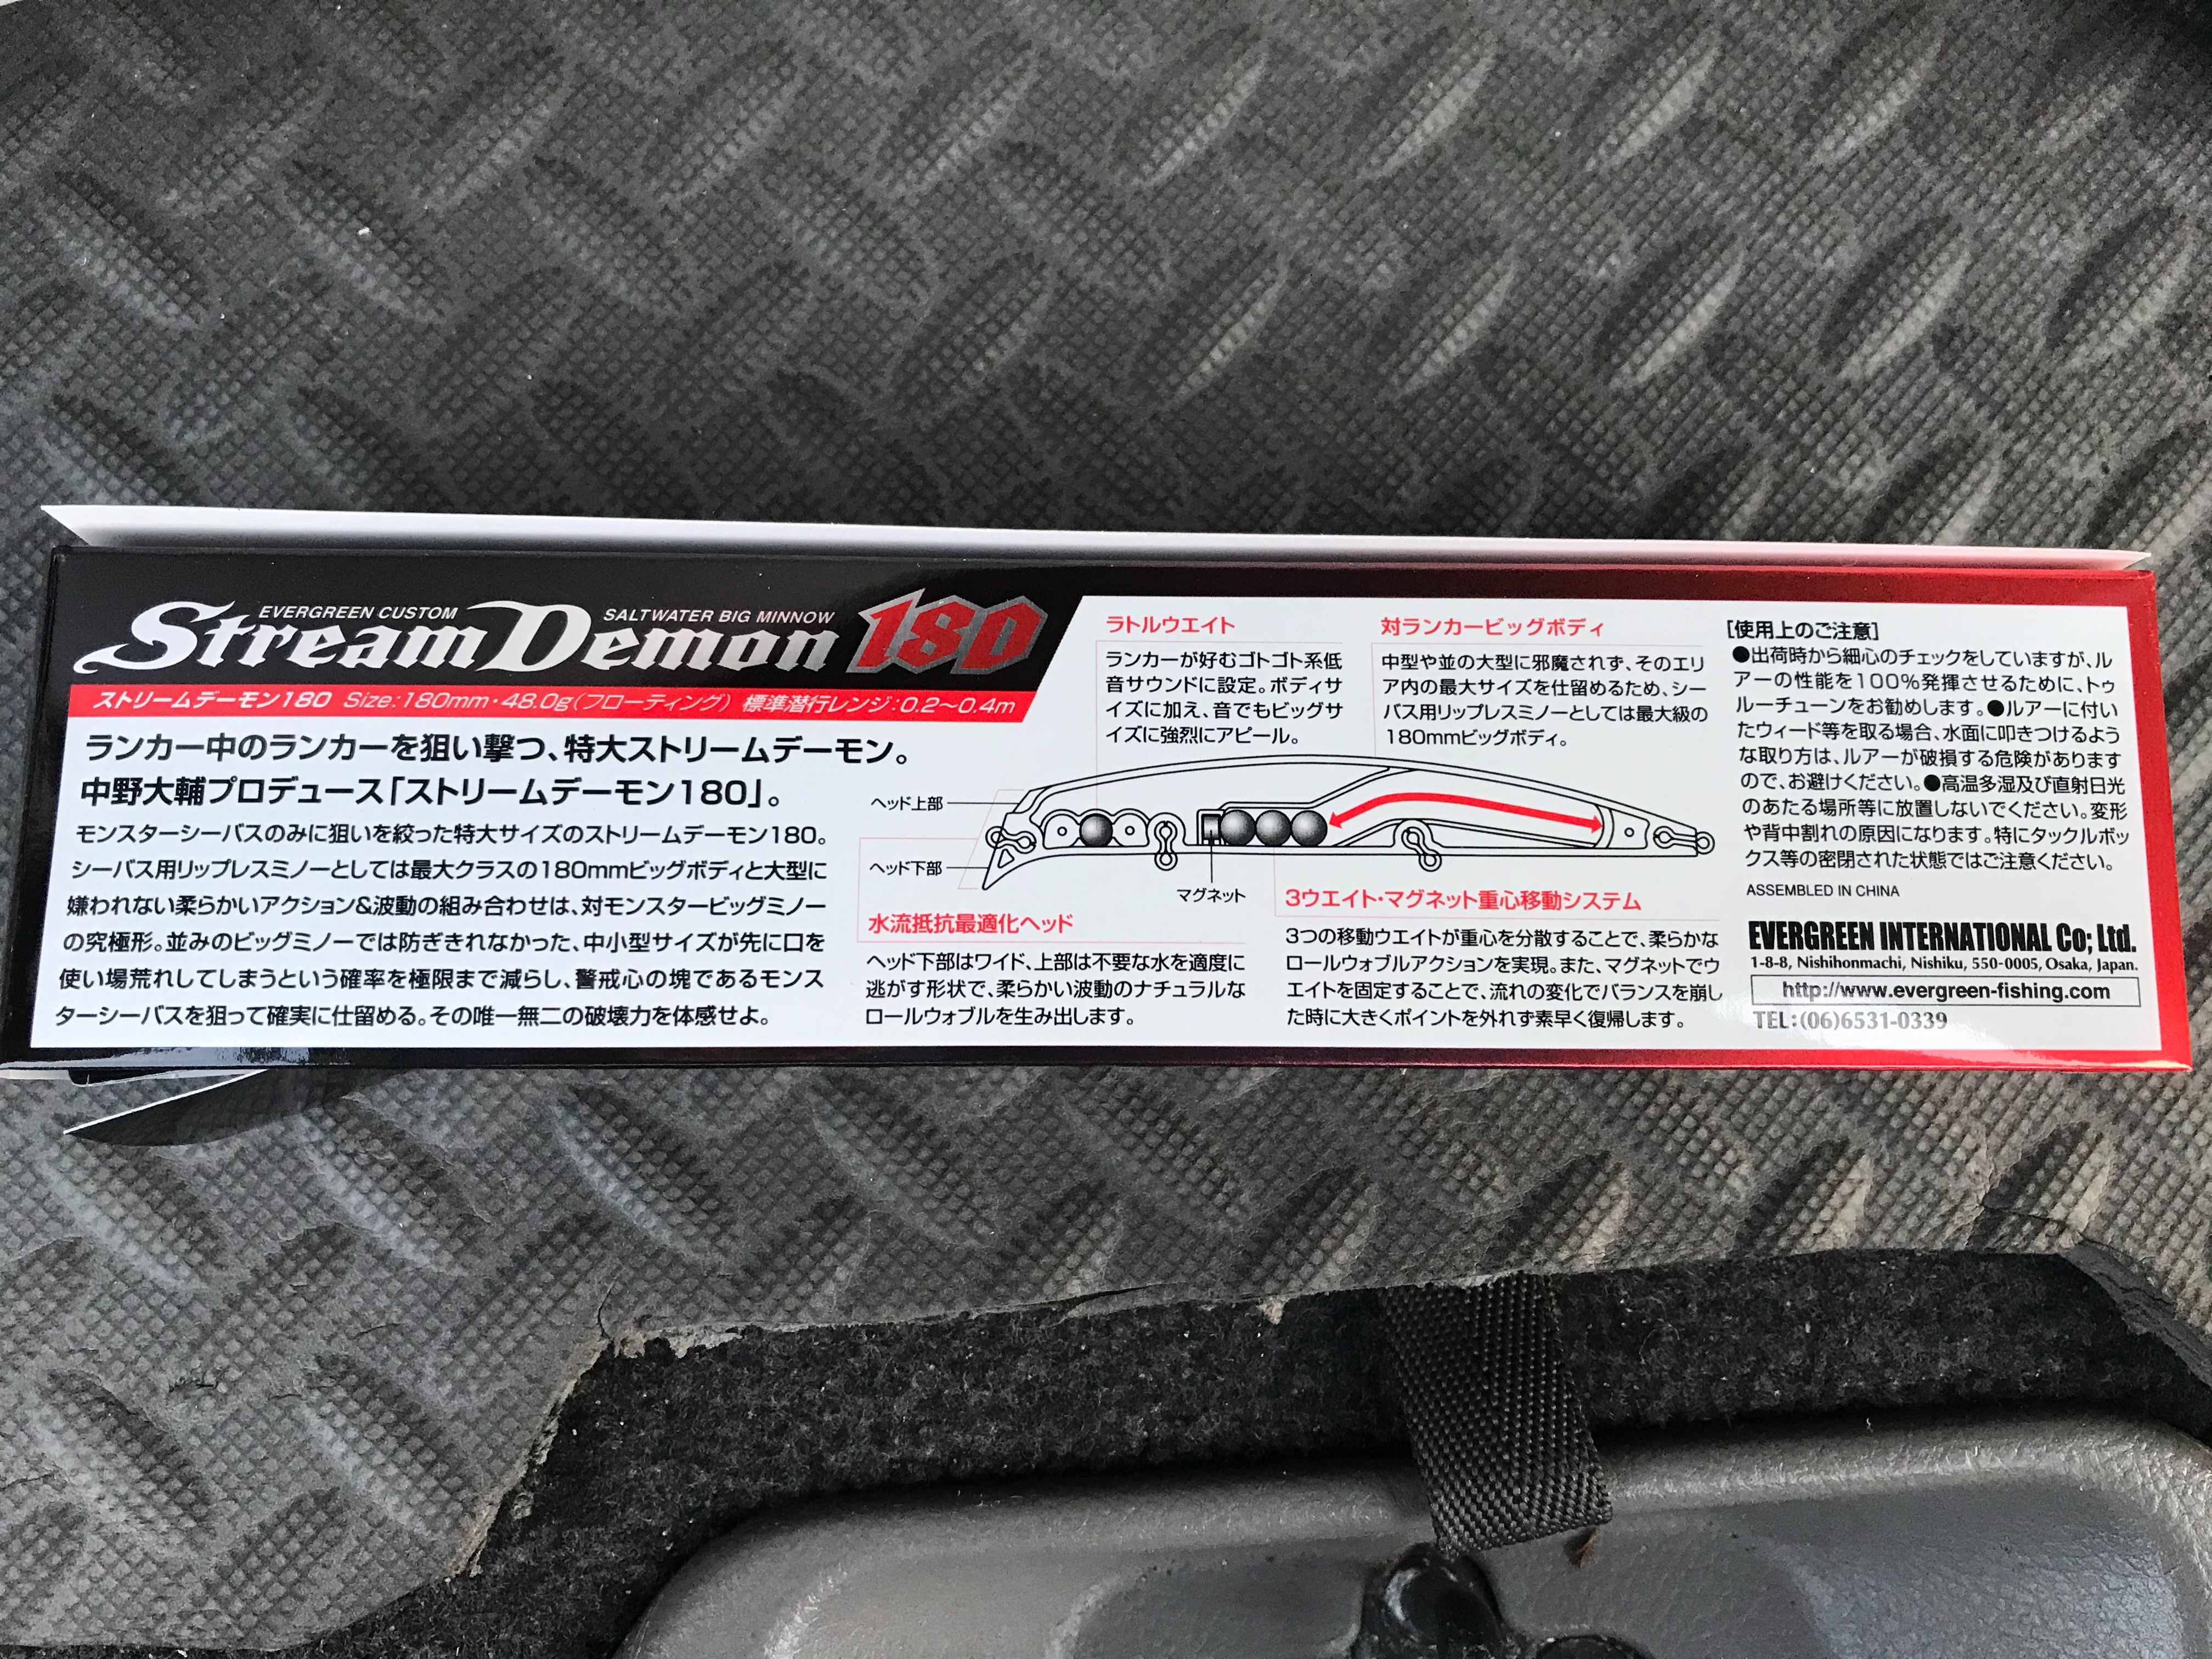 EVERGREEN CUSTOM
SALTWATER BIG MINNOW
Stream Demon 180
ストリームデーモン180 Size:180mm・48.0g(フローティング) 標準潜行レンジ:0.2〜0.4m
ランカー中のランカーを狙い撃つ、特大ストリームデーモン。
中野大輔プロデュース「ストリームデーモン180」。
モンスターシーバスのみに狙いを絞った特大サイズのストリームデーモン180。
シーバス用リップレスミノーとしては最大クラスの180mmビッグボディと大型に
嫌われない柔らかいアクション&波動の組み合わせは、対モンスタービッグミノー
の究極形。並みのビッグミノーでは防ぎきれなかった、中小型サイズが先に口を
使い場荒れしてしまうという確率を極限まで減らし、警戒心の塊であるモンス
ターシーバスを狙って確実に仕留める。その唯一無二の破壊力を体感せよ。
ラトルウエイト
ランカーが好むゴトゴト系低
音サウンドに設定。ボディサ
イズに加え、音でもビッグサ
イズに強烈にアピール。
対ランカービッグボディ
中型や並の大型に邪魔されず、そのエリ
ア内の最大サイズを仕留めるため、シー
バス用リップレスミノーとしては最大級の
180mmビッグボディ。
ヘッド上部
ヘッド下部
マグネット
水流抵抗最適化ヘッド
ヘッド下部はワイド、上部は不要な水を適度に
逃がす形状で、柔らかい波動のナチュラルな
ロールウォブルを生み出します。
3ウエイト・マグネット重心移動システム
3つの移動ウエイトが重心を分散することで、柔らかな
ロールウォブルアクションを実現。また、マグネットでウ
エイトを固定することで、流れの変化でバランスを崩し
た時に大きくポイントを外れず素早く復帰します。
[使用上のご注意]
●出荷時から細心のチェックをしていますが、ル
アーの性能を100%発揮させるために、トゥ
ルーチューンをお勧めします。●ルアーに付い
たウィード等を取る場合、水面に叩きつけるよう
な取り方は、ルアーが破損する危険があります
ので、お避けください。●高温多湿及び直射日光
のあたる場所等に放置しないでください。変形
や背中割れの原因になります。特にタックルボッ
クス等の密閉された状態ではご注意ください。
ASSEMBLED IN CHINA
EVERGREEN INTERNATIONAL Co; Ltd.
1-8-8, Nishihonmachi, Nishiku, 550-0005, Osaka, Japan.
http://www.evergreen-fishing.com
TEL:(06)6531-0339